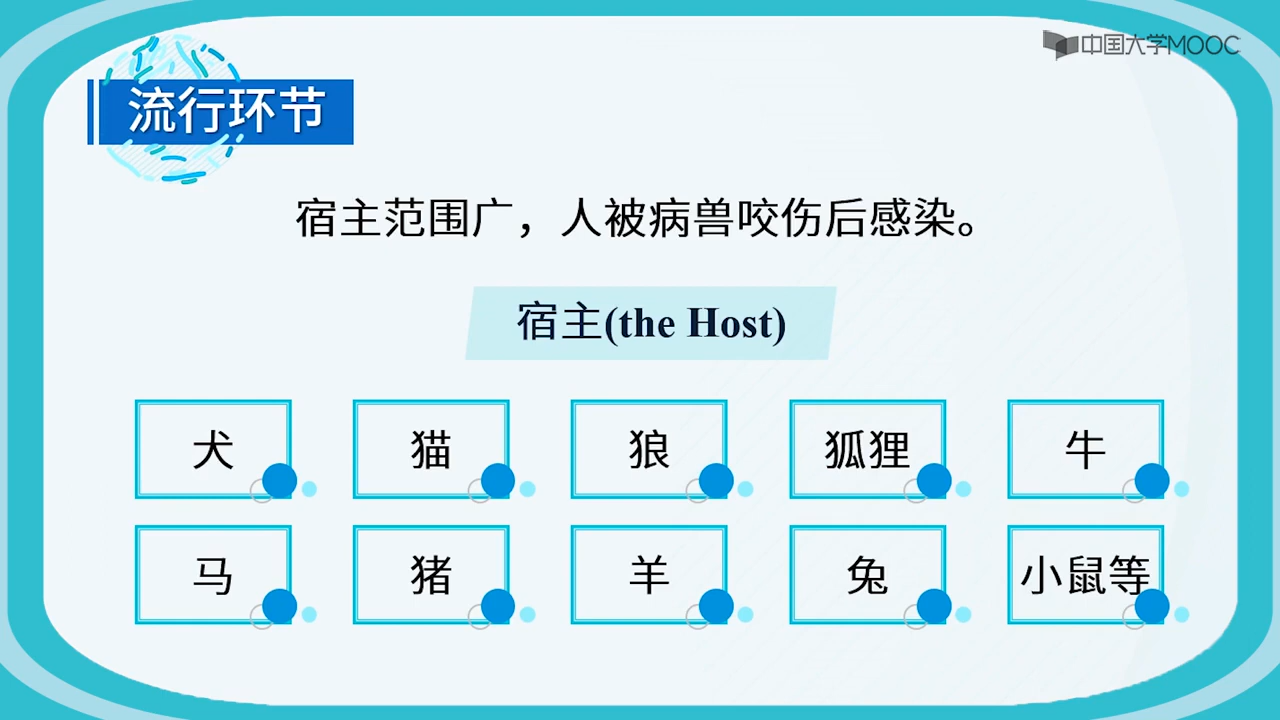 中国大学MOOC
流行环节
宿主范围广，人被病兽咬伤后感染。
宿主(the Host)
犬 猫 狼 狐狸 牛
马 猪 羊 兔 小鼠等